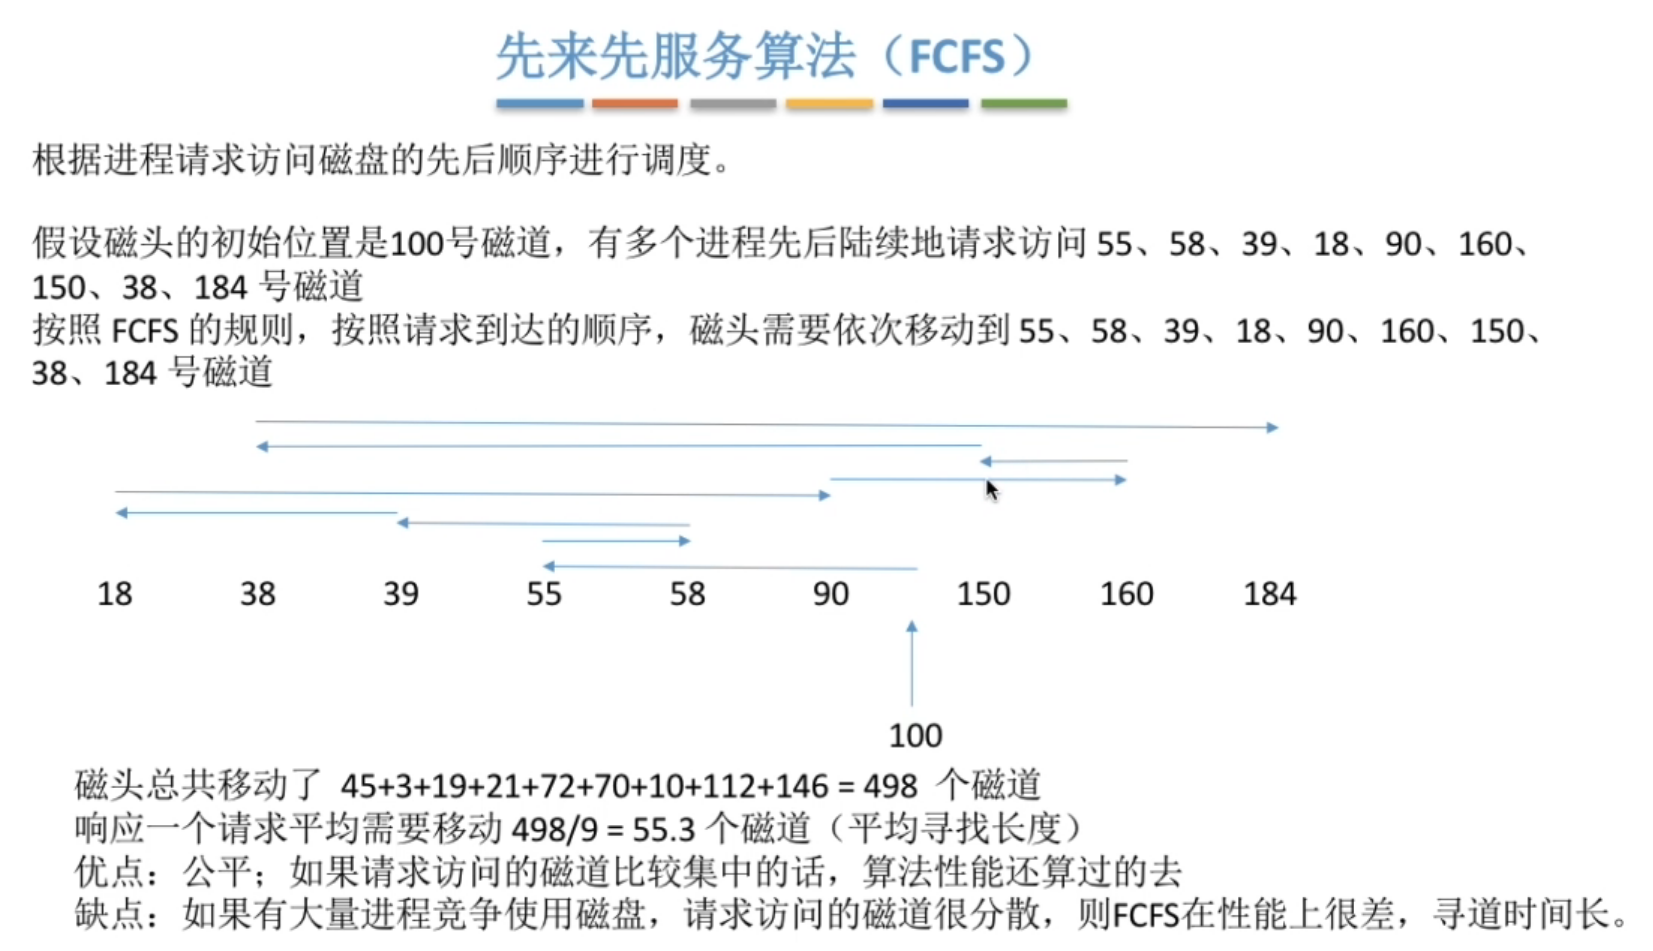 先来先服务算法（FCFS）
根据进程请求访问磁盘的先后顺序进行调度。
假设磁头的初始位置是100号磁道，有多个进程先后陆续地请求访问 55、58、39、18、90、160、
150、38、184 号磁道
按照 FCFS 的规则，按照请求到达的顺序，磁头需要依次移动到 55、58、39、18、90、160、150、
38、184 号磁道
18 38 39 55 58 90 150 160 184
100
磁头总共移动了 45+3+19+21+72+70+10+112+146 = 498 个磁道
响应一个请求平均需要移动 498/9 = 55.3 个磁道（平均寻找长度）
优点：公平；如果请求访问的磁道比较集中的话，算法性能还算过的去
缺点：如果有大量进程竞争使用磁盘，请求访问的磁道很分散，则FCFS在性能上很差，寻道时间长。